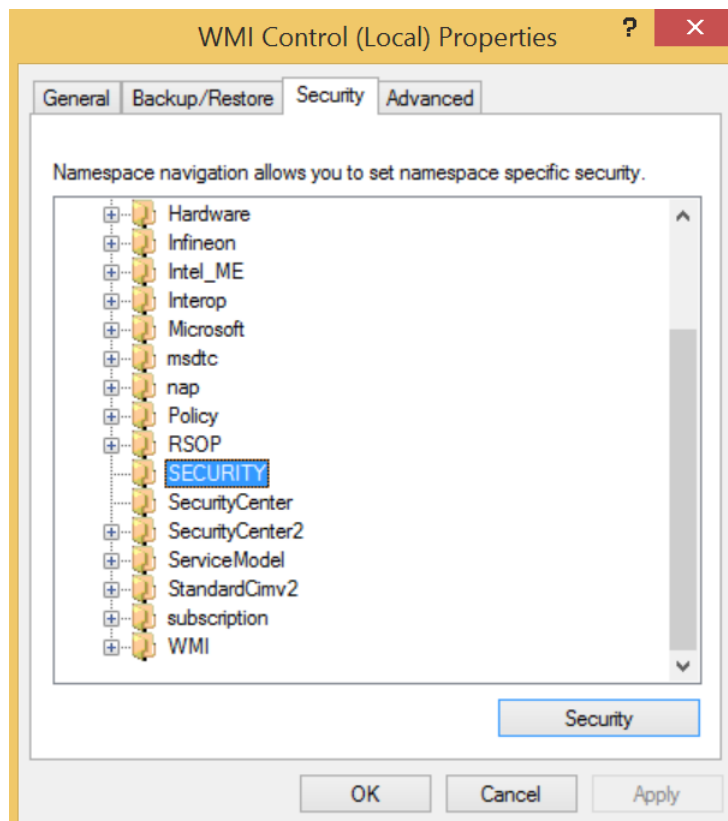 WMI Control (Local) Properties ?
General Backup/Restore Security Advanced
Namespace navigation allows you to set namespace specific security.
Hardware
Infineon
Intel_ME
Interop
Microsoft
msdtc
nap
Policy
RSOP
SECURITY
SecurityCenter
SecurityCenter2
ServiceModel
StandardCimv2
subscription
WMI
Security
OK Cancel Apply